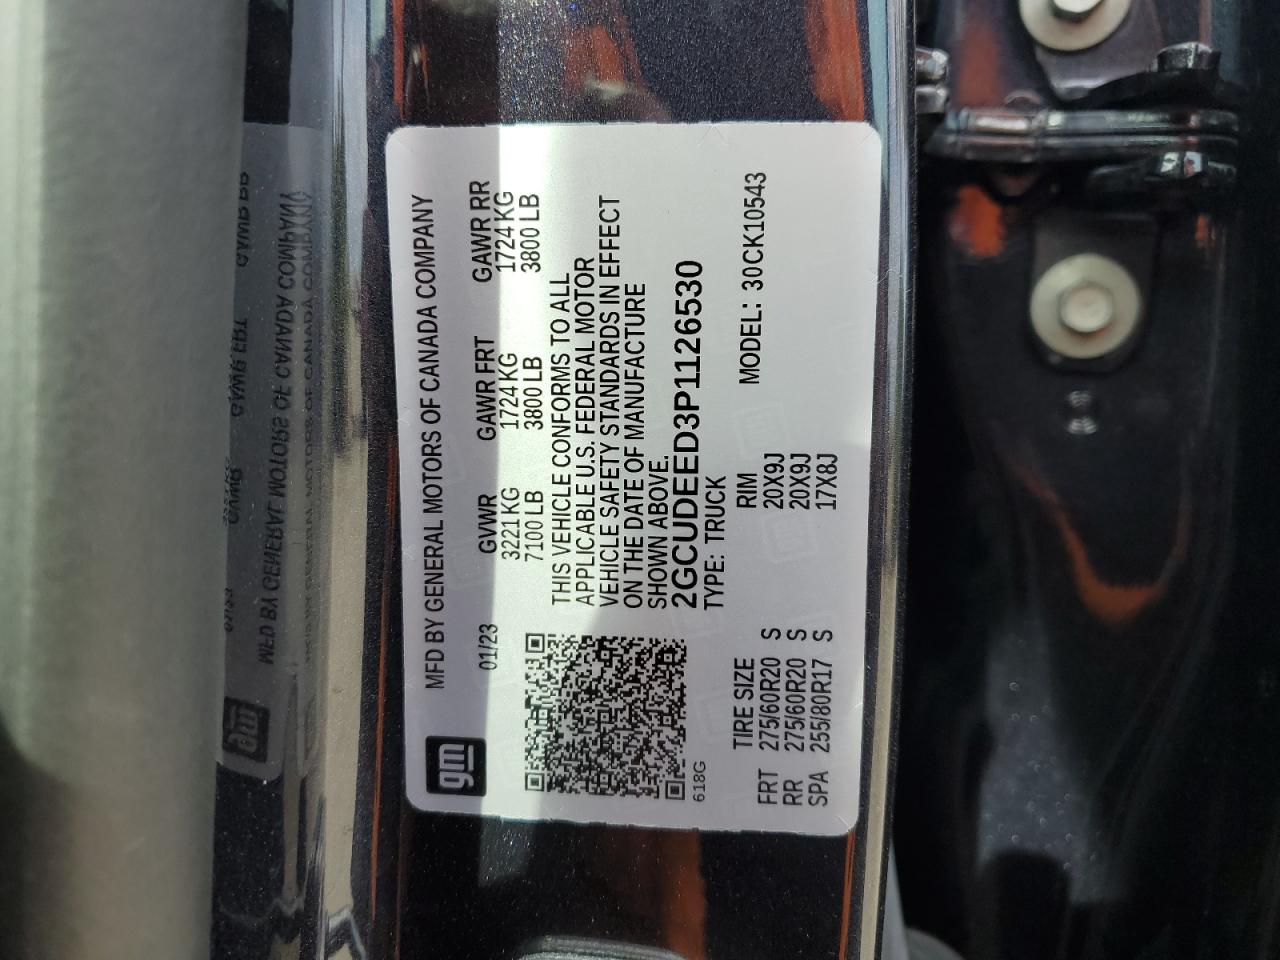 gm
MFD BY GENERAL MOTORS OF CANADA COMPANY
01/23 GVWR GAWR FRT GAWR RR
3221 KG 1724 KG 1724 KG
7100 LB 3800 LB 3800 LB
THIS VEHICLE CONFORMS TO ALL
APPLICABLE U.S. FEDERAL MOTOR
VEHICLE SAFETY STANDARDS IN EFFECT
ON THE DATE OF MANUFACTURE
SHOWN ABOVE.
2GCUDEED3P1126530
618G
TYPE: TRUCK
TIRE SIZE RIM MODEL: 30CK10543
FRT 275/60R20 S 20X9J
RR 275/60R20 S 20X9J
SPA 255/80R17 S 17X8J